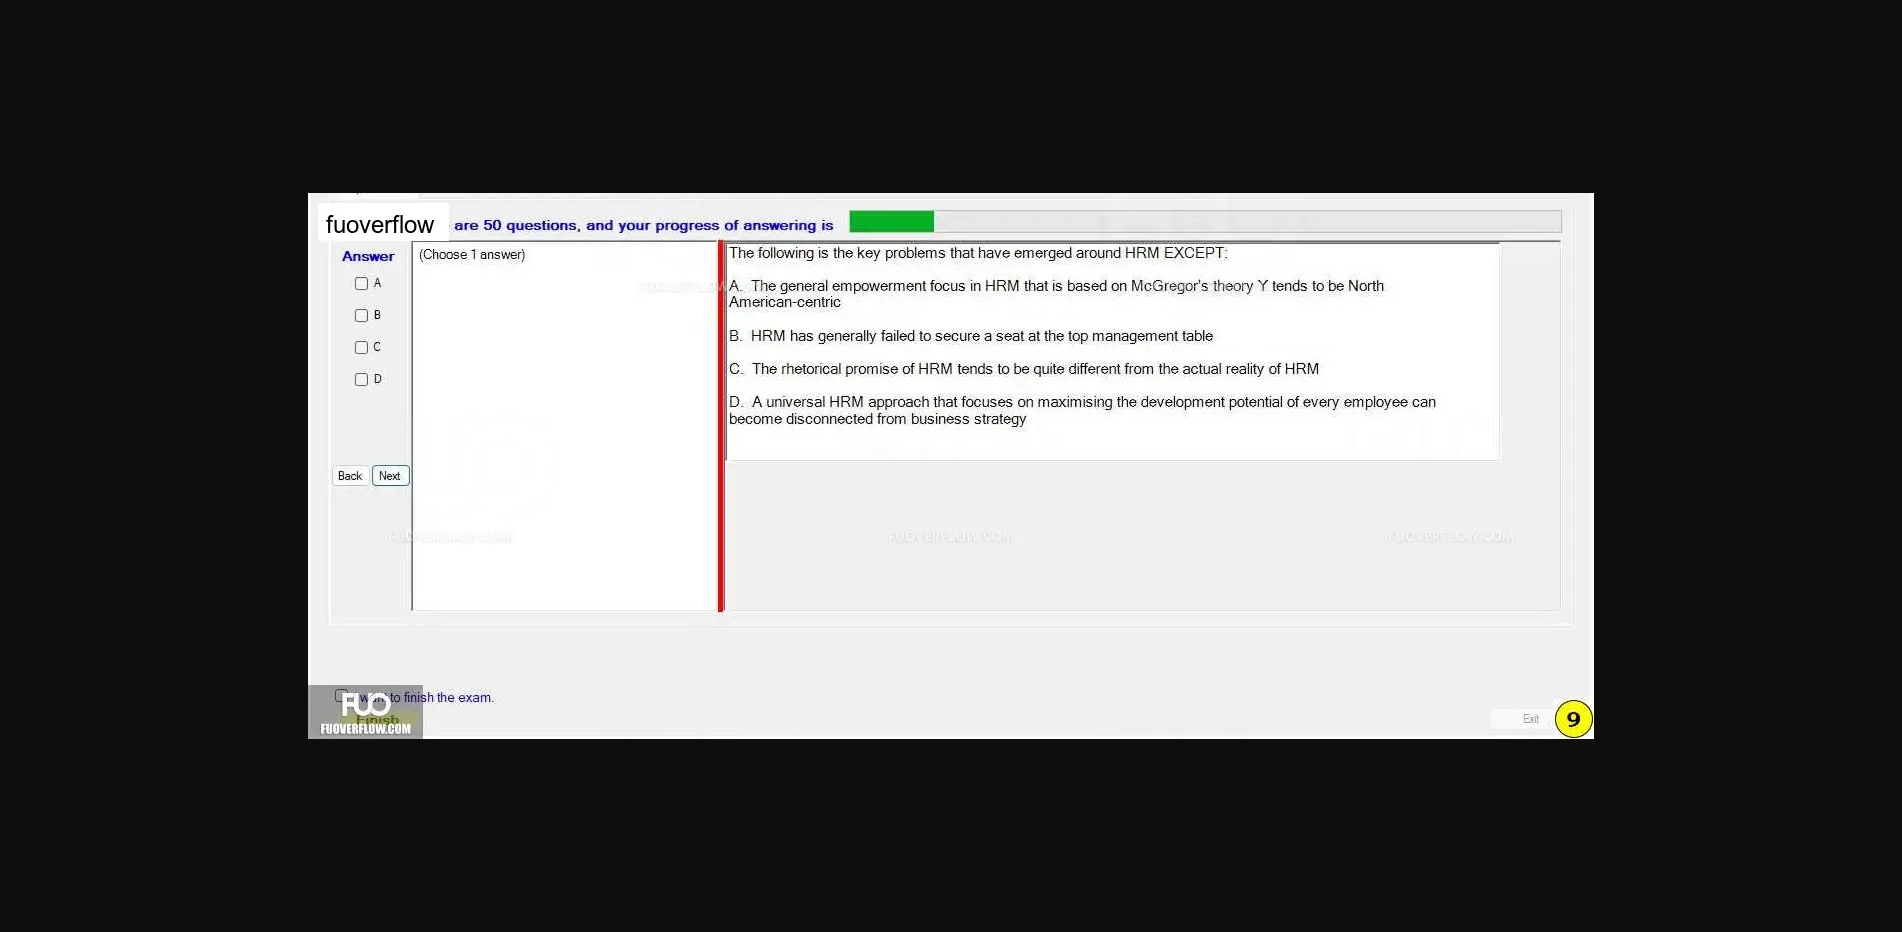 fuoverflow are 50 questions, and your progress of answering is
Answer
(Choose 1 answer)
A
B
C
D
Back Next
The following is the key problems that have emerged around HRM EXCEPT:
A. The general empowerment focus in HRM that is based on McGregor's theory Y tends to be North
American-centric
B. HRM has generally failed to secure a seat at the top management table
C. The rhetorical promise of HRM tends to be quite different from the actual reality of HRM
D. A universal HRM approach that focuses on maximising the development potential of every employee can
become disconnected from business strategy
FUOVERFLOW.COM
FUOVERFLOW.COM
FUOVERFLOW.COM
want to finish the exam.
FUO
Finish
FUOVERFLOW.COM
Exit
9